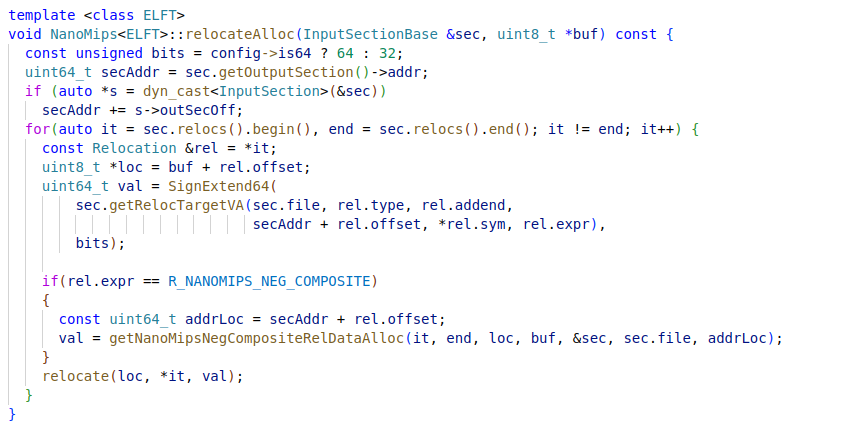 template <class ELFT>
void NanoMips<ELFT>::relocateAlloc(InputSectionBase &sec, uint8_t *buf) const {
  const unsigned bits = config->is64 ? 64 : 32;
  uint64_t secAddr = sec.getOutputSection()->addr;
  if (auto *s = dyn_cast<InputSection>(&sec))
    secAddr += s->outSecOff;
  for(auto it = sec.relocs().begin(), end = sec.relocs().end(); it != end; it++) {
    const Relocation &rel = *it;
    uint8_t *loc = buf + rel.offset;
    uint64_t val = SignExtend64(
        sec.getRelocTargetVA(sec.file, rel.type, rel.addend,
                             secAddr + rel.offset, *rel.sym, rel.expr),
        bits);
    if(rel.expr == R_NANOMIPS_NEG_COMPOSITE)
    {
      const uint64_t addrLoc = secAddr + rel.offset;
      val = getNanoMipsNegCompositeRelDataAlloc(it, end, loc, buf, &sec, sec.file, addrLoc);
    }
    relocate(loc, *it, val);
  }
}